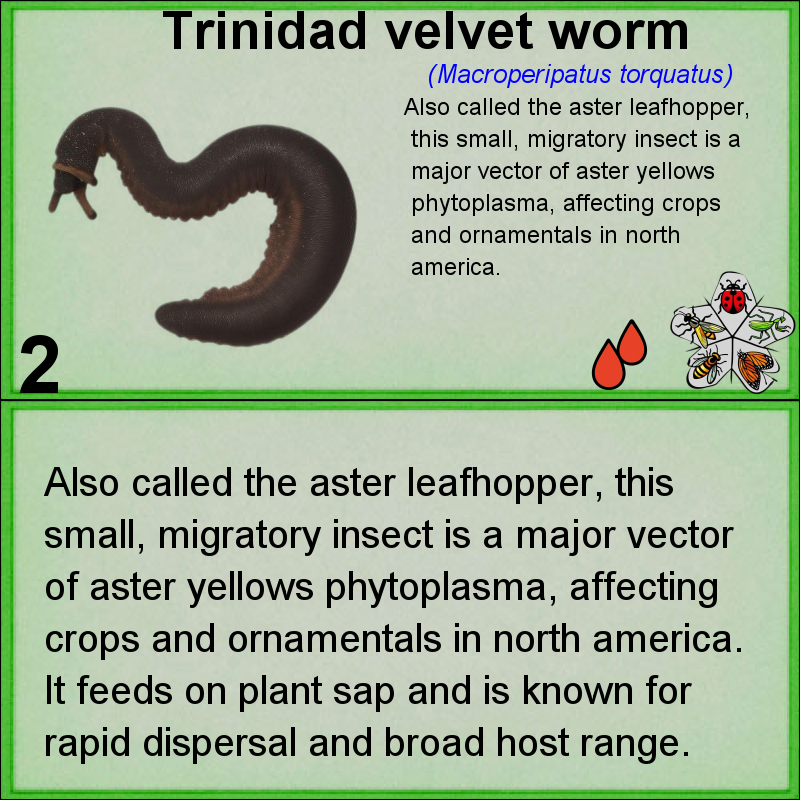 Trinidad velvet worm
(Macroperipatus torquatus)
Also called the aster leafhopper,
this small, migratory insect is a
major vector of aster yellows
phytoplasma, affecting crops
and ornamentals in north
america.
2
Also called the aster leafhopper, this
small, migratory insect is a major vector
of aster yellows phytoplasma, affecting
crops and ornamentals in north america.
It feeds on plant sap and is known for
rapid dispersal and broad host range.